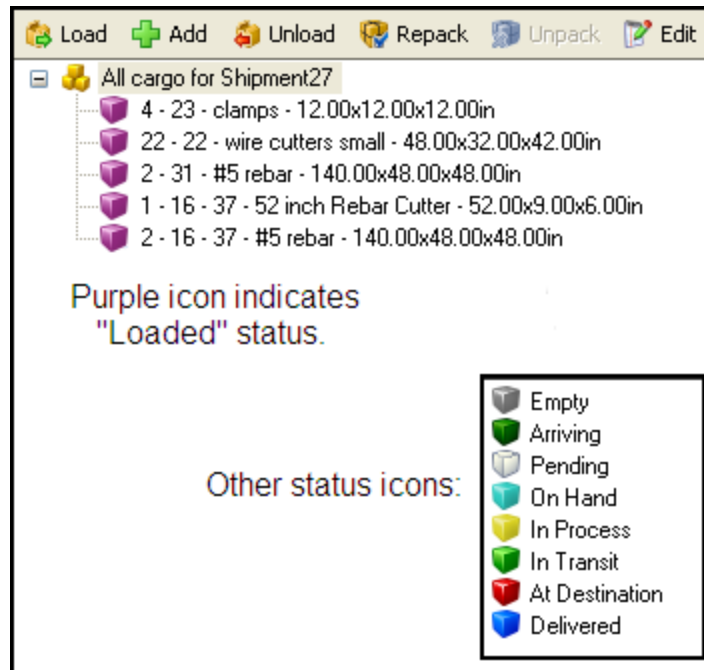 Load Add Unload Repack Unpack Edit
All cargo for Shipment27
4 - 23 - clamps - 12.00x12.00x12.00in
22 - 22 - wire cutters small - 48.00x32.00x42.00in
2 - 31 - #5 rebar - 140.00x48.00x48.00in
1 - 16 - 37 - 52 inch Rebar Cutter - 52.00x9.00x6.00in
2 - 16 - 37 - #5 rebar - 140.00x48.00x48.00in
Purple icon indicates
"Loaded" status.
Other status icons:
Empty
Arriving
Pending
On Hand
In Process
In Transit
At Destination
Delivered